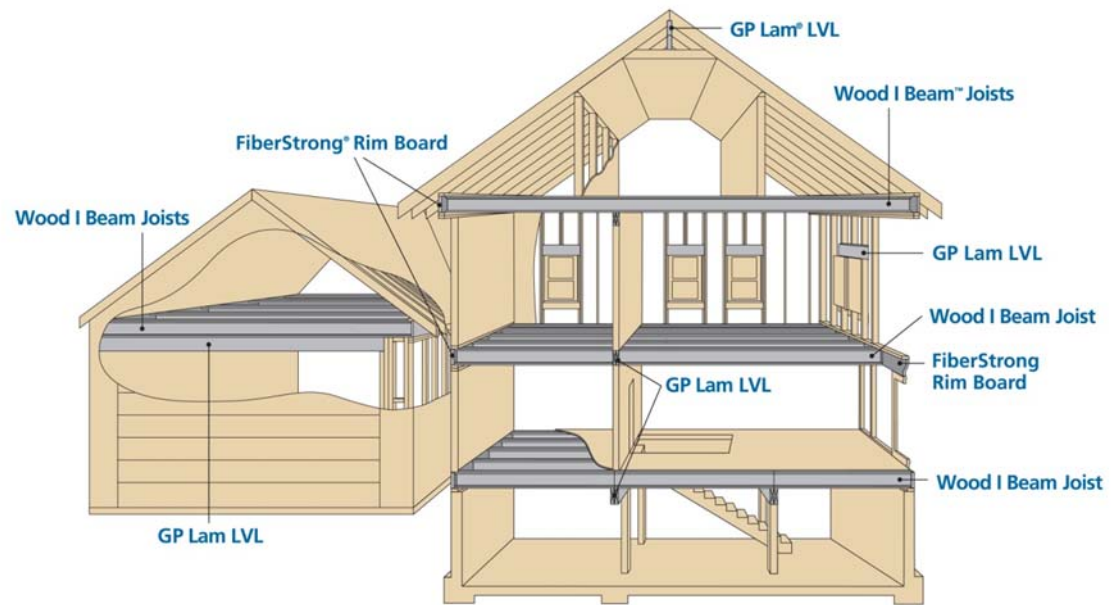 GP Lam® LVL
Wood I Beam™ Joists
FiberStrong® Rim Board
Wood I Beam Joists
GP Lam LVL
Wood I Beam Joist
FiberStrong
Rim Board
GP Lam LVL
Wood I Beam Joist
GP Lam LVL